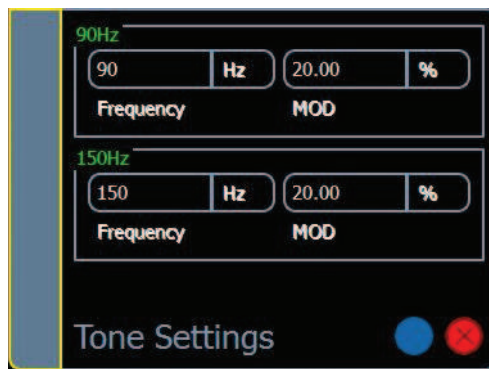 90Hz
90 Hz 20.00 %
Frequency MOD
150Hz
150 Hz 20.00 %
Frequency MOD
Tone Settings